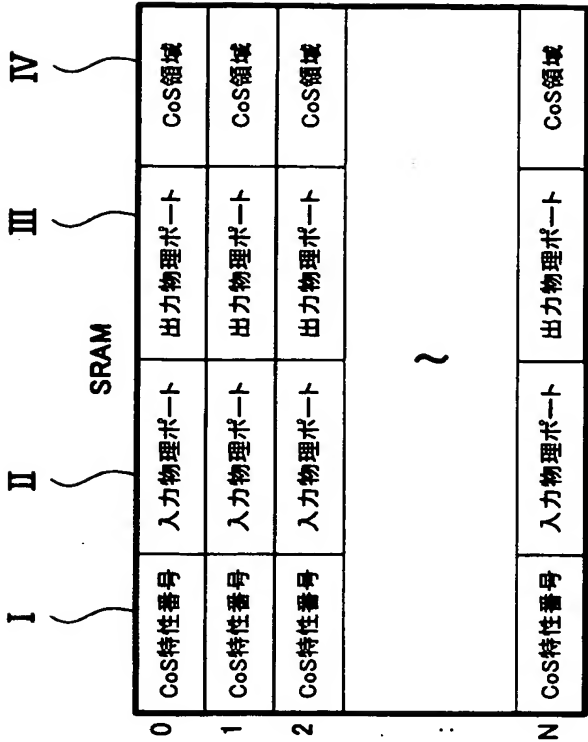 I II III IV
SRAM
0 CoS特性番号 入力物理ポート 出力物理ポート CoS領域
1 CoS特性番号 入力物理ポート 出力物理ポート CoS領域
2 CoS特性番号 入力物理ポート 出力物理ポート CoS領域
: ~
N CoS特性番号 入力物理ポート 出力物理ポート CoS領域